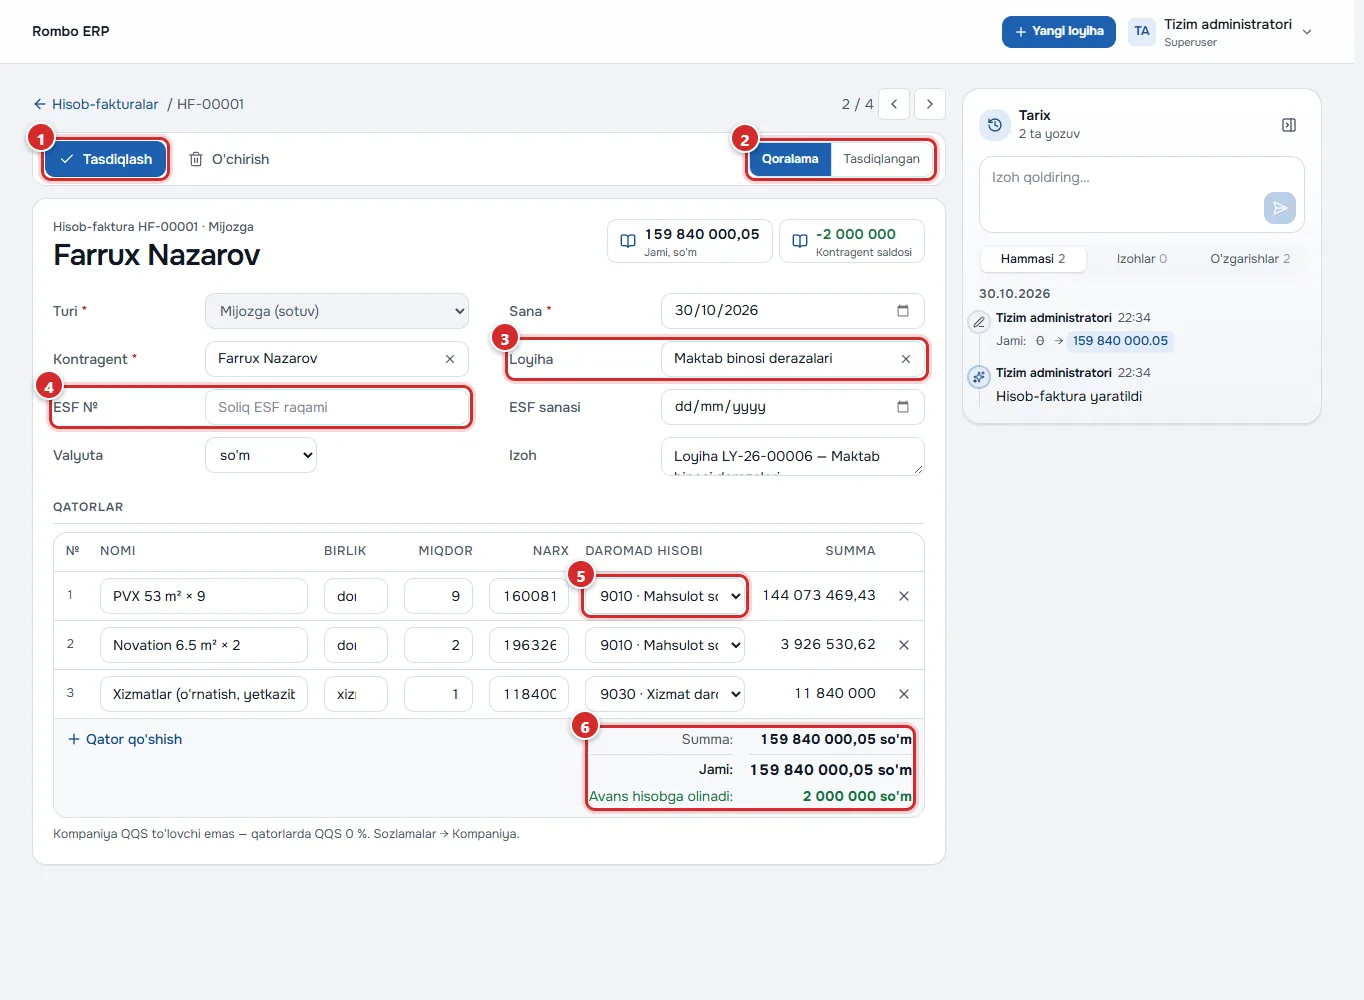 Rombo ERP
+ Yangi loyiha
TA
Tizim administratori
Superuser
← Hisob-fakturalar / HF-00001
2 / 4
1
Tasdiqlash
O'chirish
2
Qoralama
Tasdiqlangan
Hisob-faktura HF-00001 · Mijozga
Farrux Nazarov
159 840 000,05
Jami, so'm
-2 000 000
Kontragent saldosi
Turi *
Mijozga (sotuv)
Sana *
30/10/2026
Kontragent *
Farrux Nazarov
3
Loyiha
Maktab binosi derazalari
4
ESF №
Soliq ESF raqami
ESF sanasi
dd/mm/yyyy
Valyuta
so'm
Izoh
Loyiha LY-26-00006 — Maktab
QATORLAR
№ NOMI BIRLIK MIQDOR NARX DAROMAD HISOBI SUMMA
5
1 PVX 53 m² × 9 9 160081 9010 · Mahsulot 144 073 469,43
2 Novation 6.5 m² × 2 2 196326 9010 · Mahsulot 3 926 530,62
3 Xizmatlar (o'rnatish, 1 9030 · Xizmat 11 840 000
+ Qator qo'shish
6
Summa: 159 840 000,05 so'm
Jami: 159 840 000,05 so'm
Avans hisobga olinadi: 2 000 000 so'm
Kompaniya QQS to'lovchi emas — qatorlarda QQS 0 %. Sozlamalar → Kompaniya.
Tarix
2 ta yozuv
Izoh qoldiring...
Hammasi 2
Izohlar 0
O'zgarishlar 2
30.10.2026
Tizim administratori 22:34
Jami: 0 → 159 840 000.05
Tizim administratori 22:34
Hisob-faktura yaratildi